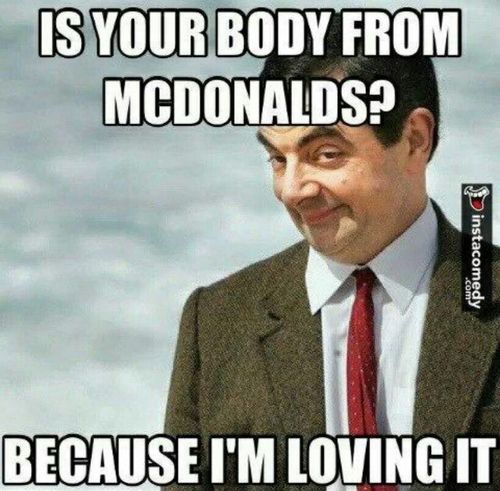 IS YOUR BODY FROM
MCDONALDS?
instacomedy
.com
BECAUSE I'M LOVING IT